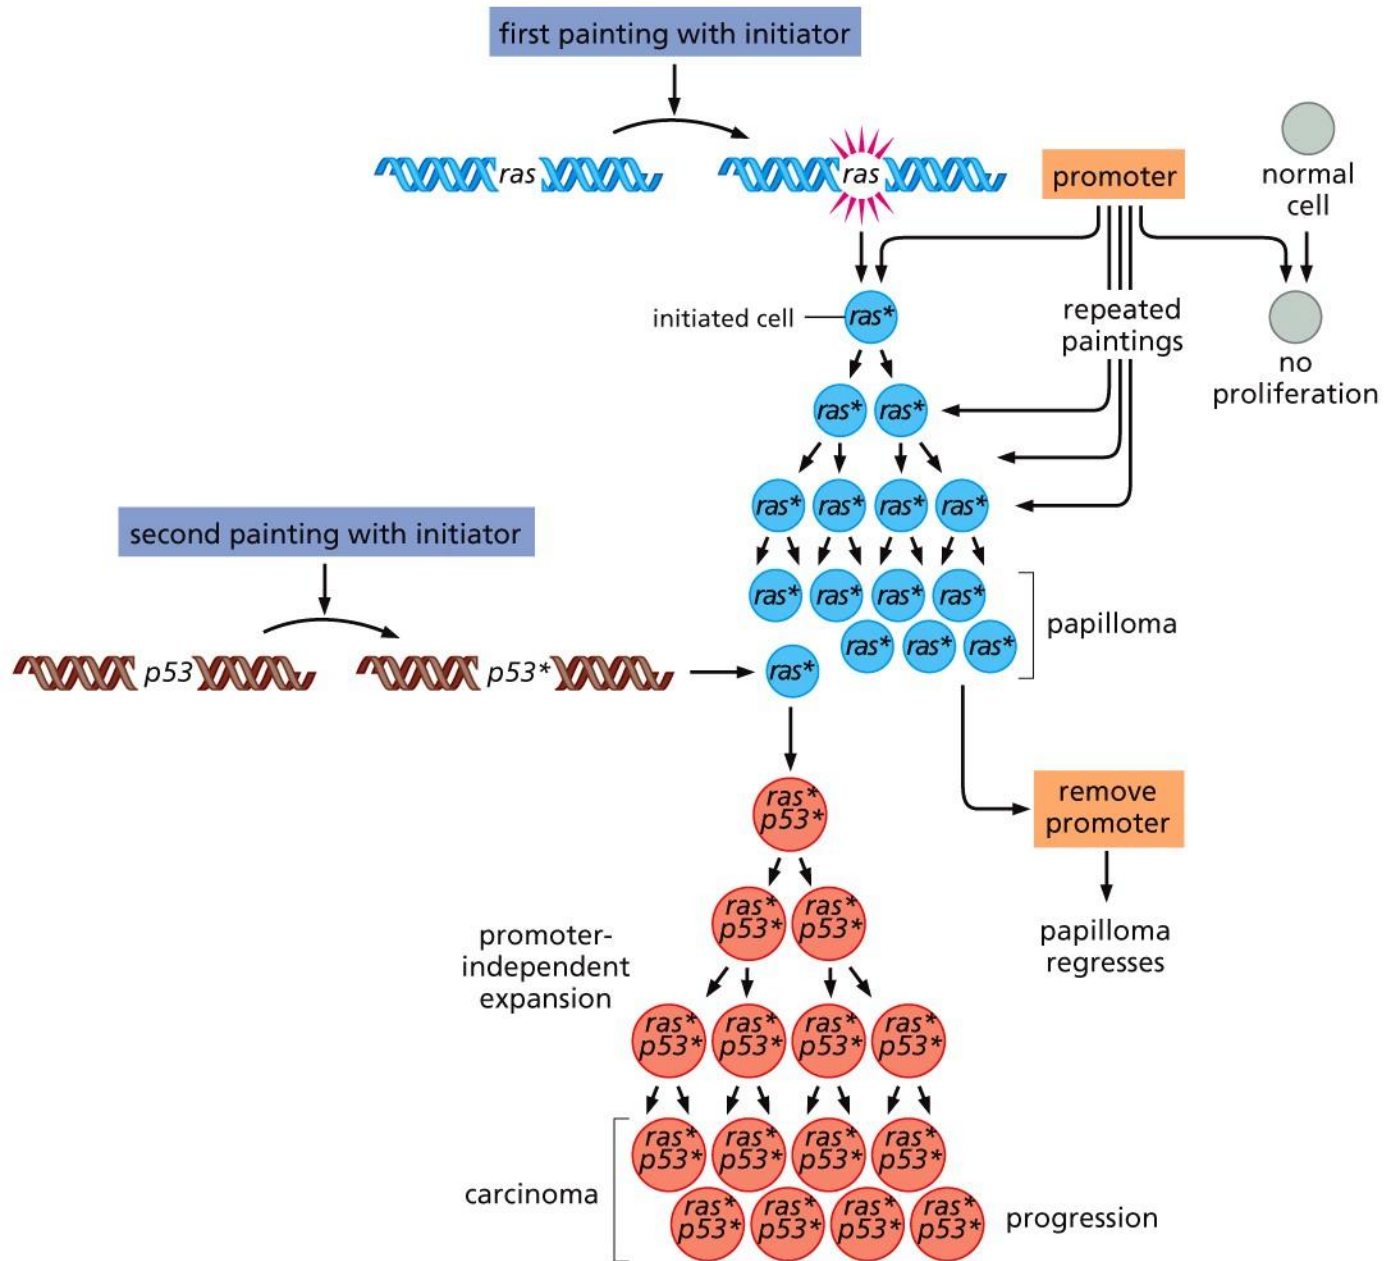 first painting with initiator
ras
ras
promoter
normal
cell
initiated cell
ras*
repeated
paintings
no
proliferation
ras* ras*
ras* ras* ras* ras*
second painting with initiator
ras* ras* ras* ras*
ras* ras* ras*
papilloma
p53
p53*
ras*
ras*
p53*
remove
promoter
ras* ras*
p53* p53*
promoter-
independent
expansion
papilloma
regresses
ras* ras* ras* ras*
p53* p53* p53* p53*
ras* ras* ras* ras*
p53* p53* p53* p53*
carcinoma
ras* ras* ras* ras*
p53* p53* p53* p53*
progression